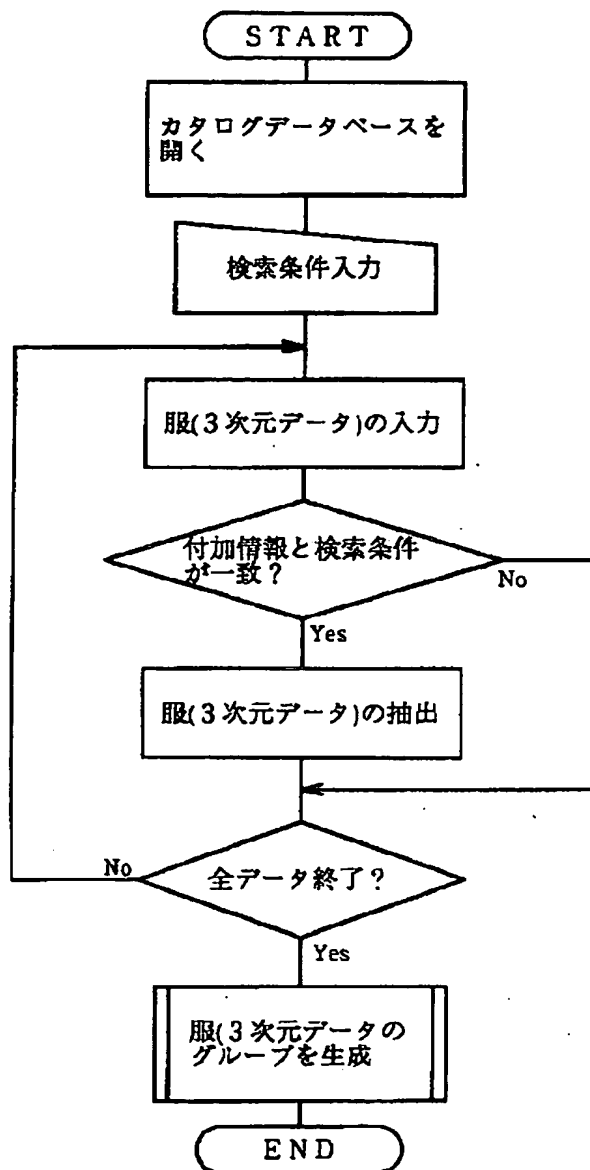 START
カタログデータベースを
開く
検索条件入力
服(3次元データ)の入力
付加情報と検索条件
が一致?
No
Yes
服(3次元データ)の抽出
No
全データ終了?
Yes
服(3次元データの
グループを生成
END